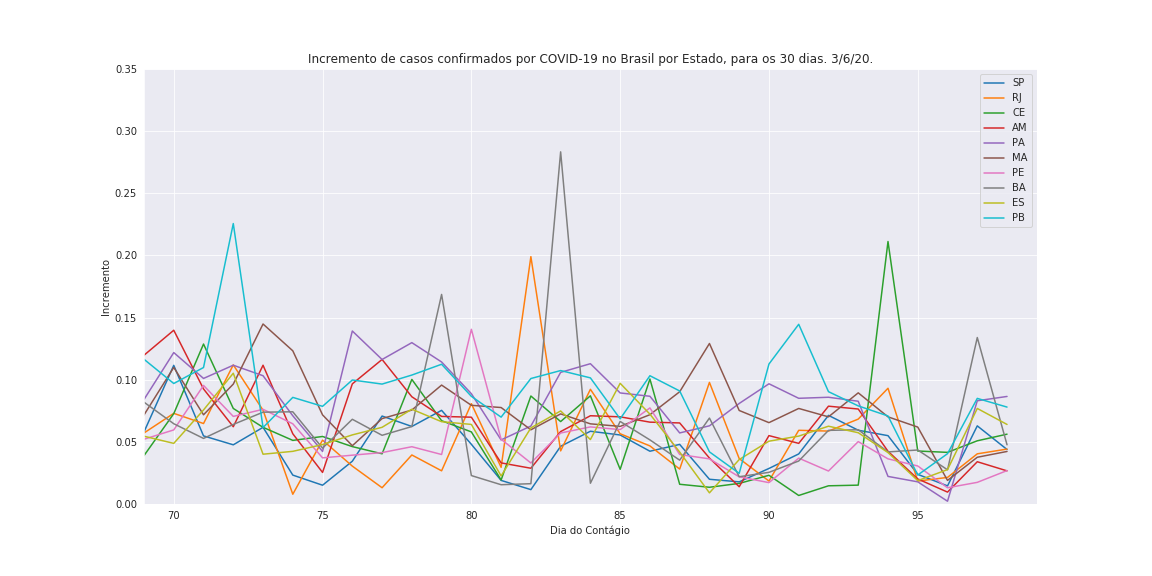 Incremento de casos confirmados por COVID-19 no Brasil por Estado, para os 30 dias. 3/6/20.
0.35
0.30
0.25
0.20
0.15
0.10
0.05
0.00
Incremento
SP
RJ
CE
AM
PA
MA
PE
BA
ES
PB
70
75
80
85
90
95
Dia do Contágio